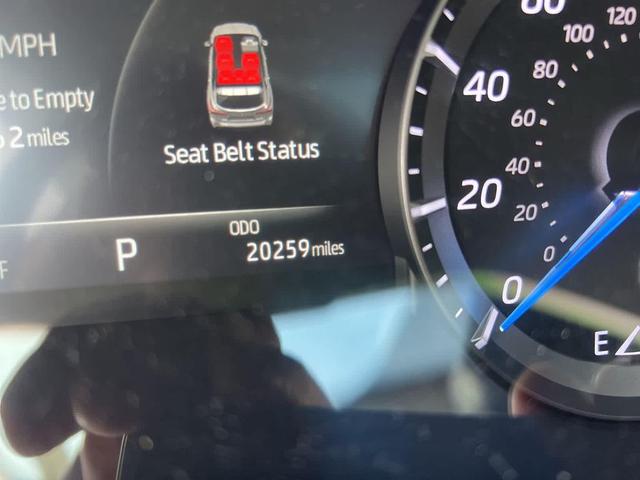 MPH
e to Empty
2 miles
Seat Belt Status
F
P
ODO
20259 miles
60
120
100
80
40
60
40
20
20
0
0
E